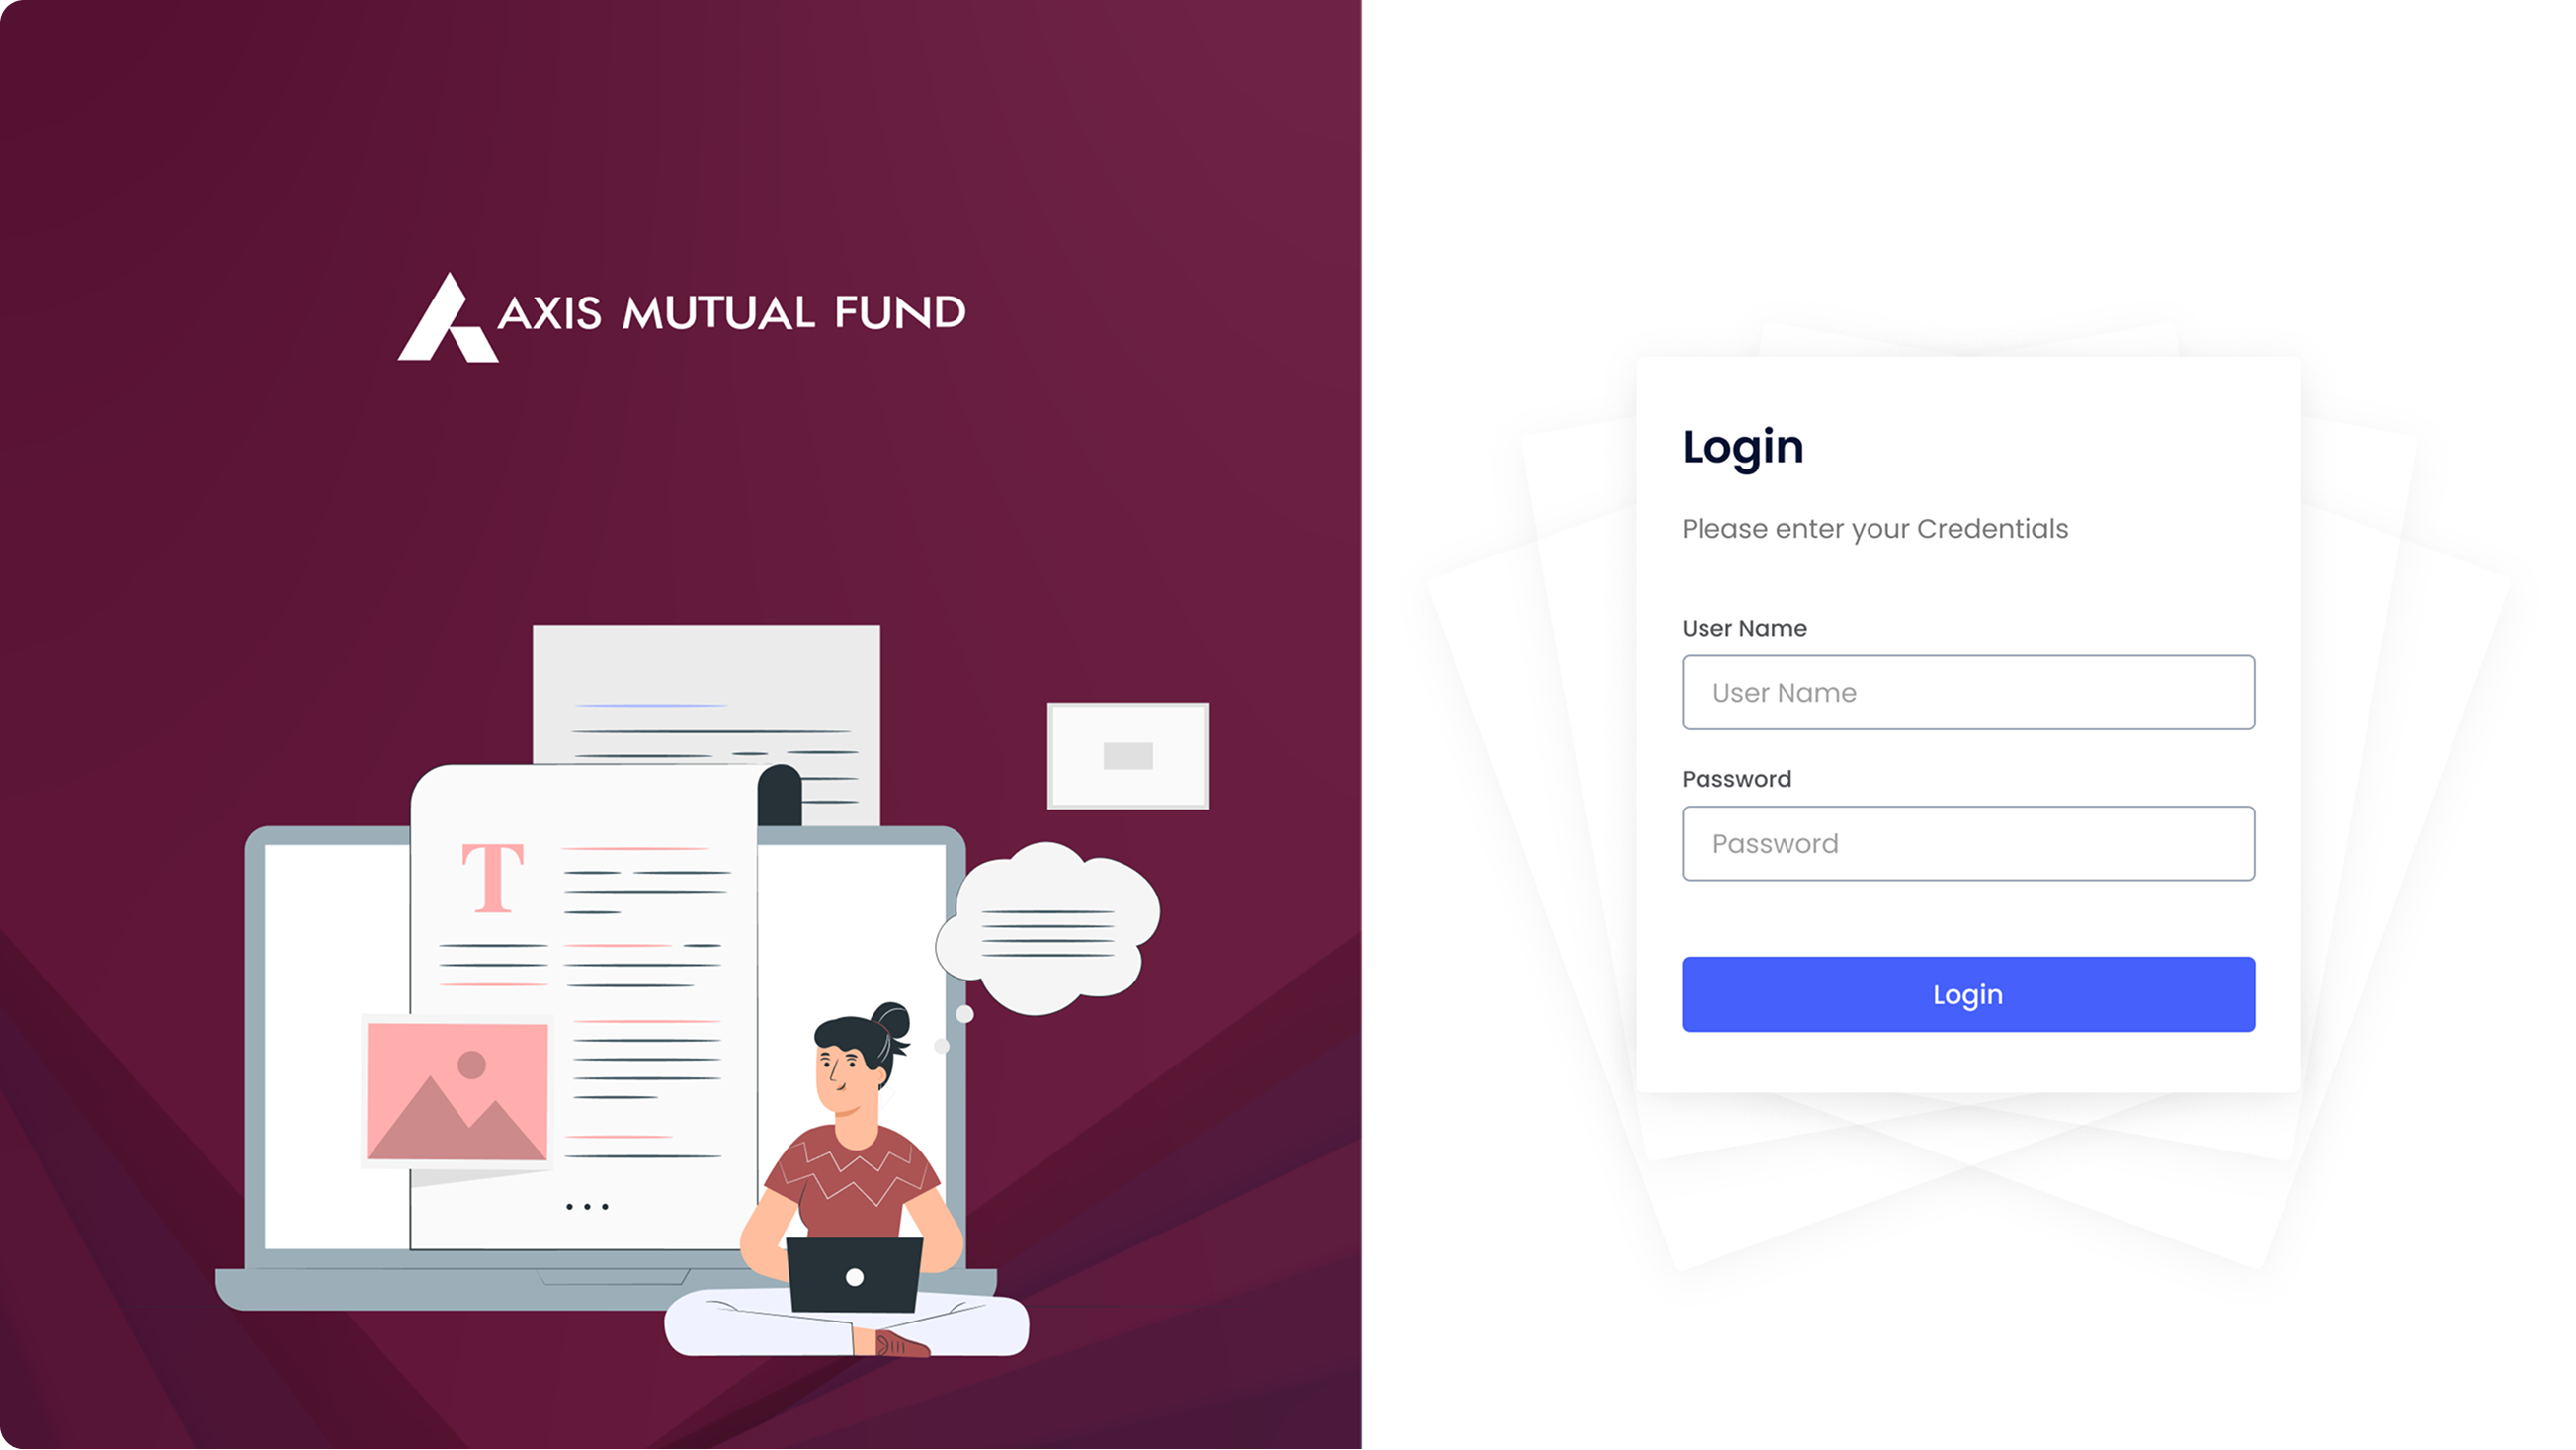 AXIS MUTUAL FUND
T
Login
Please enter your Credentials
User Name
User Name
Password
Password
Login